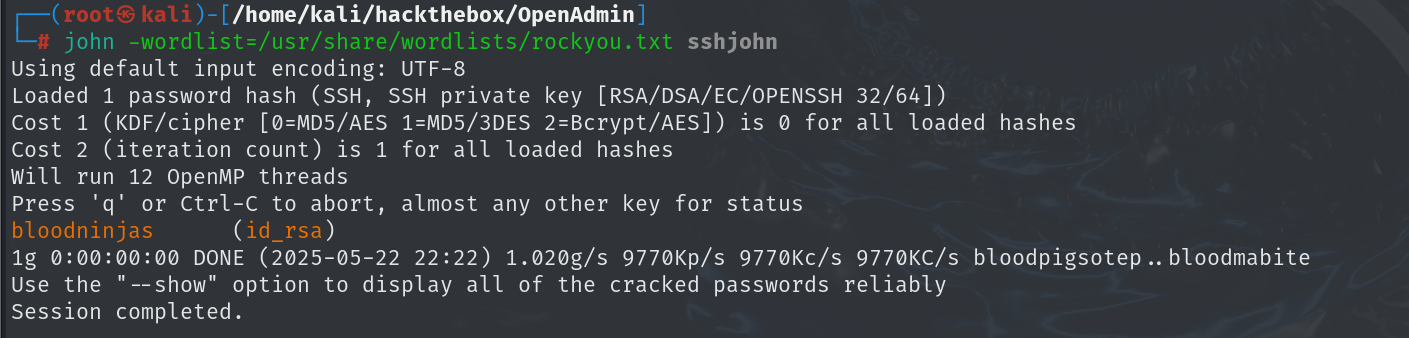 ┌──(root㉿kali)-[/home/kali/hackthebox/OpenAdmin]
└─# john -wordlist=/usr/share/wordlists/rockyou.txt sshjohn
Using default input encoding: UTF-8
Loaded 1 password hash (SSH, SSH private key [RSA/DSA/EC/OPENSSH 32/64])
Cost 1 (KDF/cipher [0=MD5/AES 1=MD5/3DES 2=Bcrypt/AES]) is 0 for all loaded hashes
Cost 2 (iteration count) is 1 for all loaded hashes
Will run 12 OpenMP threads
Press 'q' or Ctrl-C to abort, almost any other key for status
bloodninjas      (id_rsa)
1g 0:00:00:00 DONE (2025-05-22 22:22) 1.020g/s 9770Kp/s 9770Kc/s 9770KC/s bloodpigsotep..bloodmabite
Use the "--show" option to display all of the cracked passwords reliably
Session completed.